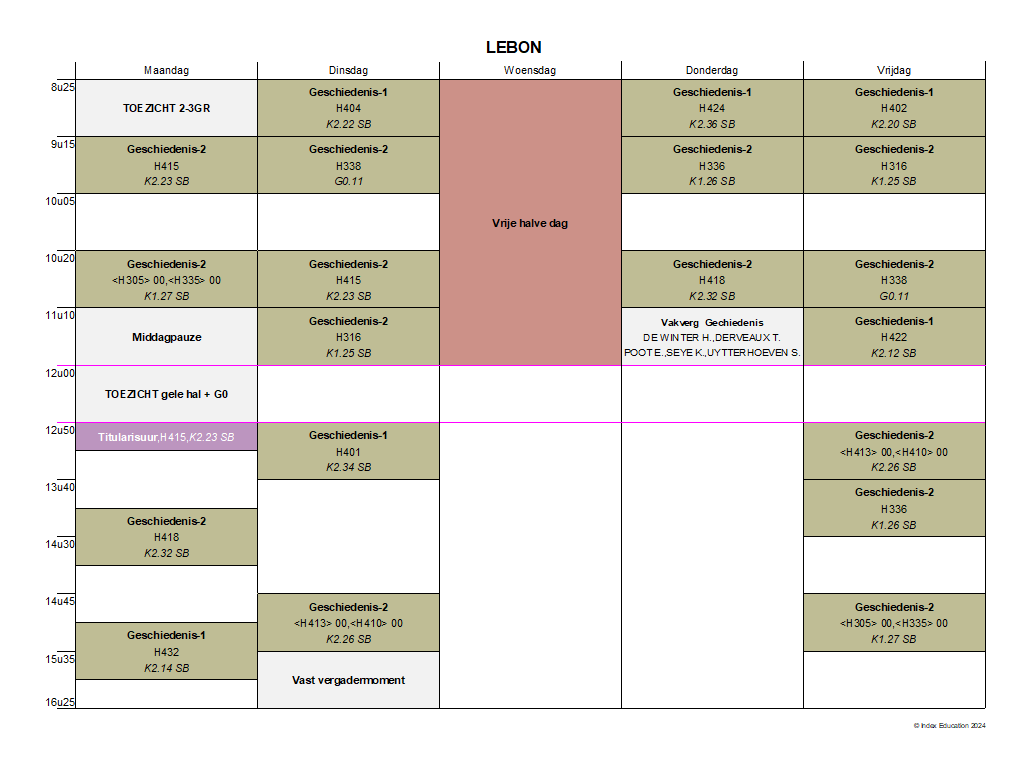 LEBON
Maandag Dinsdag Woensdag Donderdag Vrijdag
8u25
9u15
10u05
10u20
11u10
12u00
12u50
13u40
14u30
14u45
15u35
16u25
TOEZICHT 2-3GR
Geschiedenis-2
H415
K2.23 SB
Geschiedenis-2
<H305> 00,<H335> 00
K1.27 SB
Middagpauze
TOEZICHT gele hal + G0
Titularisuur,H415,K2.23 SB
Geschiedenis-2
H418
K2.32 SB
Geschiedenis-1
H432
K2.14 SB
Geschiedenis-1
H404
K2.22 SB
Geschiedenis-2
H338
G0.11
Geschiedenis-2
H415
K2.23 SB
Geschiedenis-2
H316
K1.25 SB
Geschiedenis-1
H401
K2.34 SB
Geschiedenis-2
<H413> 00,<H410> 00
K2.26 SB
Vast vergadermoment
Vrije halve dag
Geschiedenis-1
H424
K2.36 SB
Geschiedenis-2
H336
K1.26 SB
Geschiedenis-2
H418
K2.32 SB
Vakverg Gechiedenis
DE WINTER H.,DERVEAUX T.
POOT E.,SEYE K.,UYTTERHOEVEN S.
Geschiedenis-1
H402
K2.20 SB
Geschiedenis-2
H316
K1.25 SB
Geschiedenis-2
H338
G0.11
Geschiedenis-1
H422
K2.12 SB
Geschiedenis-2
<H413> 00,<H410> 00
K2.26 SB
Geschiedenis-2
H336
K1.26 SB
Geschiedenis-2
<H305> 00,<H335> 00
K1.27 SB
© Index Education 2024